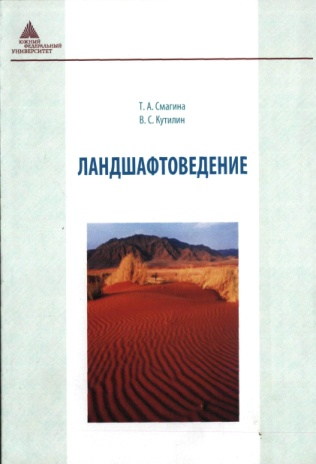 ЮЖНЫЙ
ФЕДЕРАЛЬНЫЙ
УНИВЕРСИТЕТ
Т. А. Смагина
В. С. Кутилин
ЛАНДШАФТОВЕДЕНИЕ